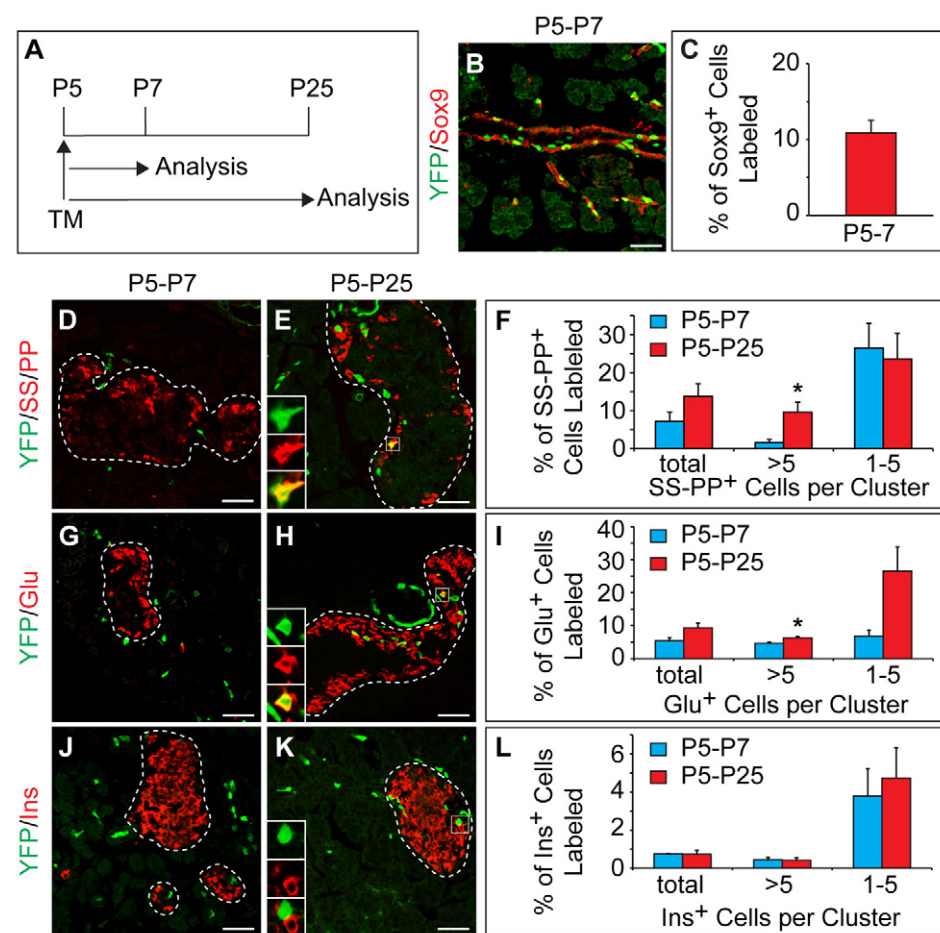 A
P5 P7 P25
Analysis
Analysis
TM
P5-P7
B
YFP/Sox9
C
% of Sox9+ Cells
Labeled
20
10
0
P5-7
P5-P7
P5-P25
D
YFP/SS/PP
E
F
% of SS-PP+
Cells Labeled
P5-P7
P5-P25
30
20
10
0
*
total >5 1-5
SS-PP+ Cells per Cluster
G
YFP/Glu
H
I
% of Glu+ Cells
Labeled
P5-P7
P5-P25
40
30
20
10
0
*
total >5 1-5
Glu+ Cells per Cluster
J
YFP/Ins
K
L
% of Ins+ Cells
Labeled
P5-P7
P5-P25
6
4
2
0
total >5 1-5
Ins+ Cells per Cluster